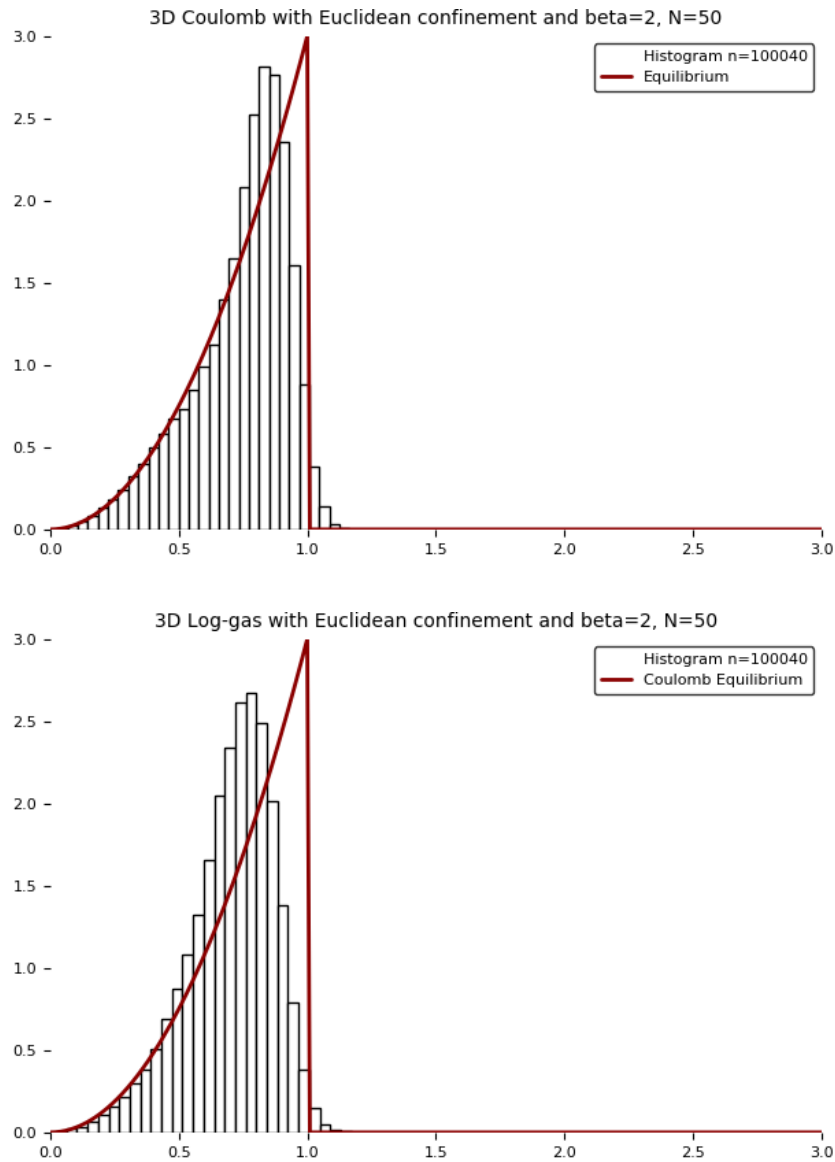 3D Coulomb with Euclidean confinement and beta=2, N=50
3.0
Histogram n=100040
Equilibrium
2.5
2.0
1.5
1.0
0.5
0.0
0.0 0.5 1.0 1.5 2.0 2.5 3.0
3D Log-gas with Euclidean confinement and beta=2, N=50
3.0
Histogram n=100040
Coulomb Equilibrium
2.5
2.0
1.5
1.0
0.5
0.0
0.0 0.5 1.0 1.5 2.0 2.5 3.0